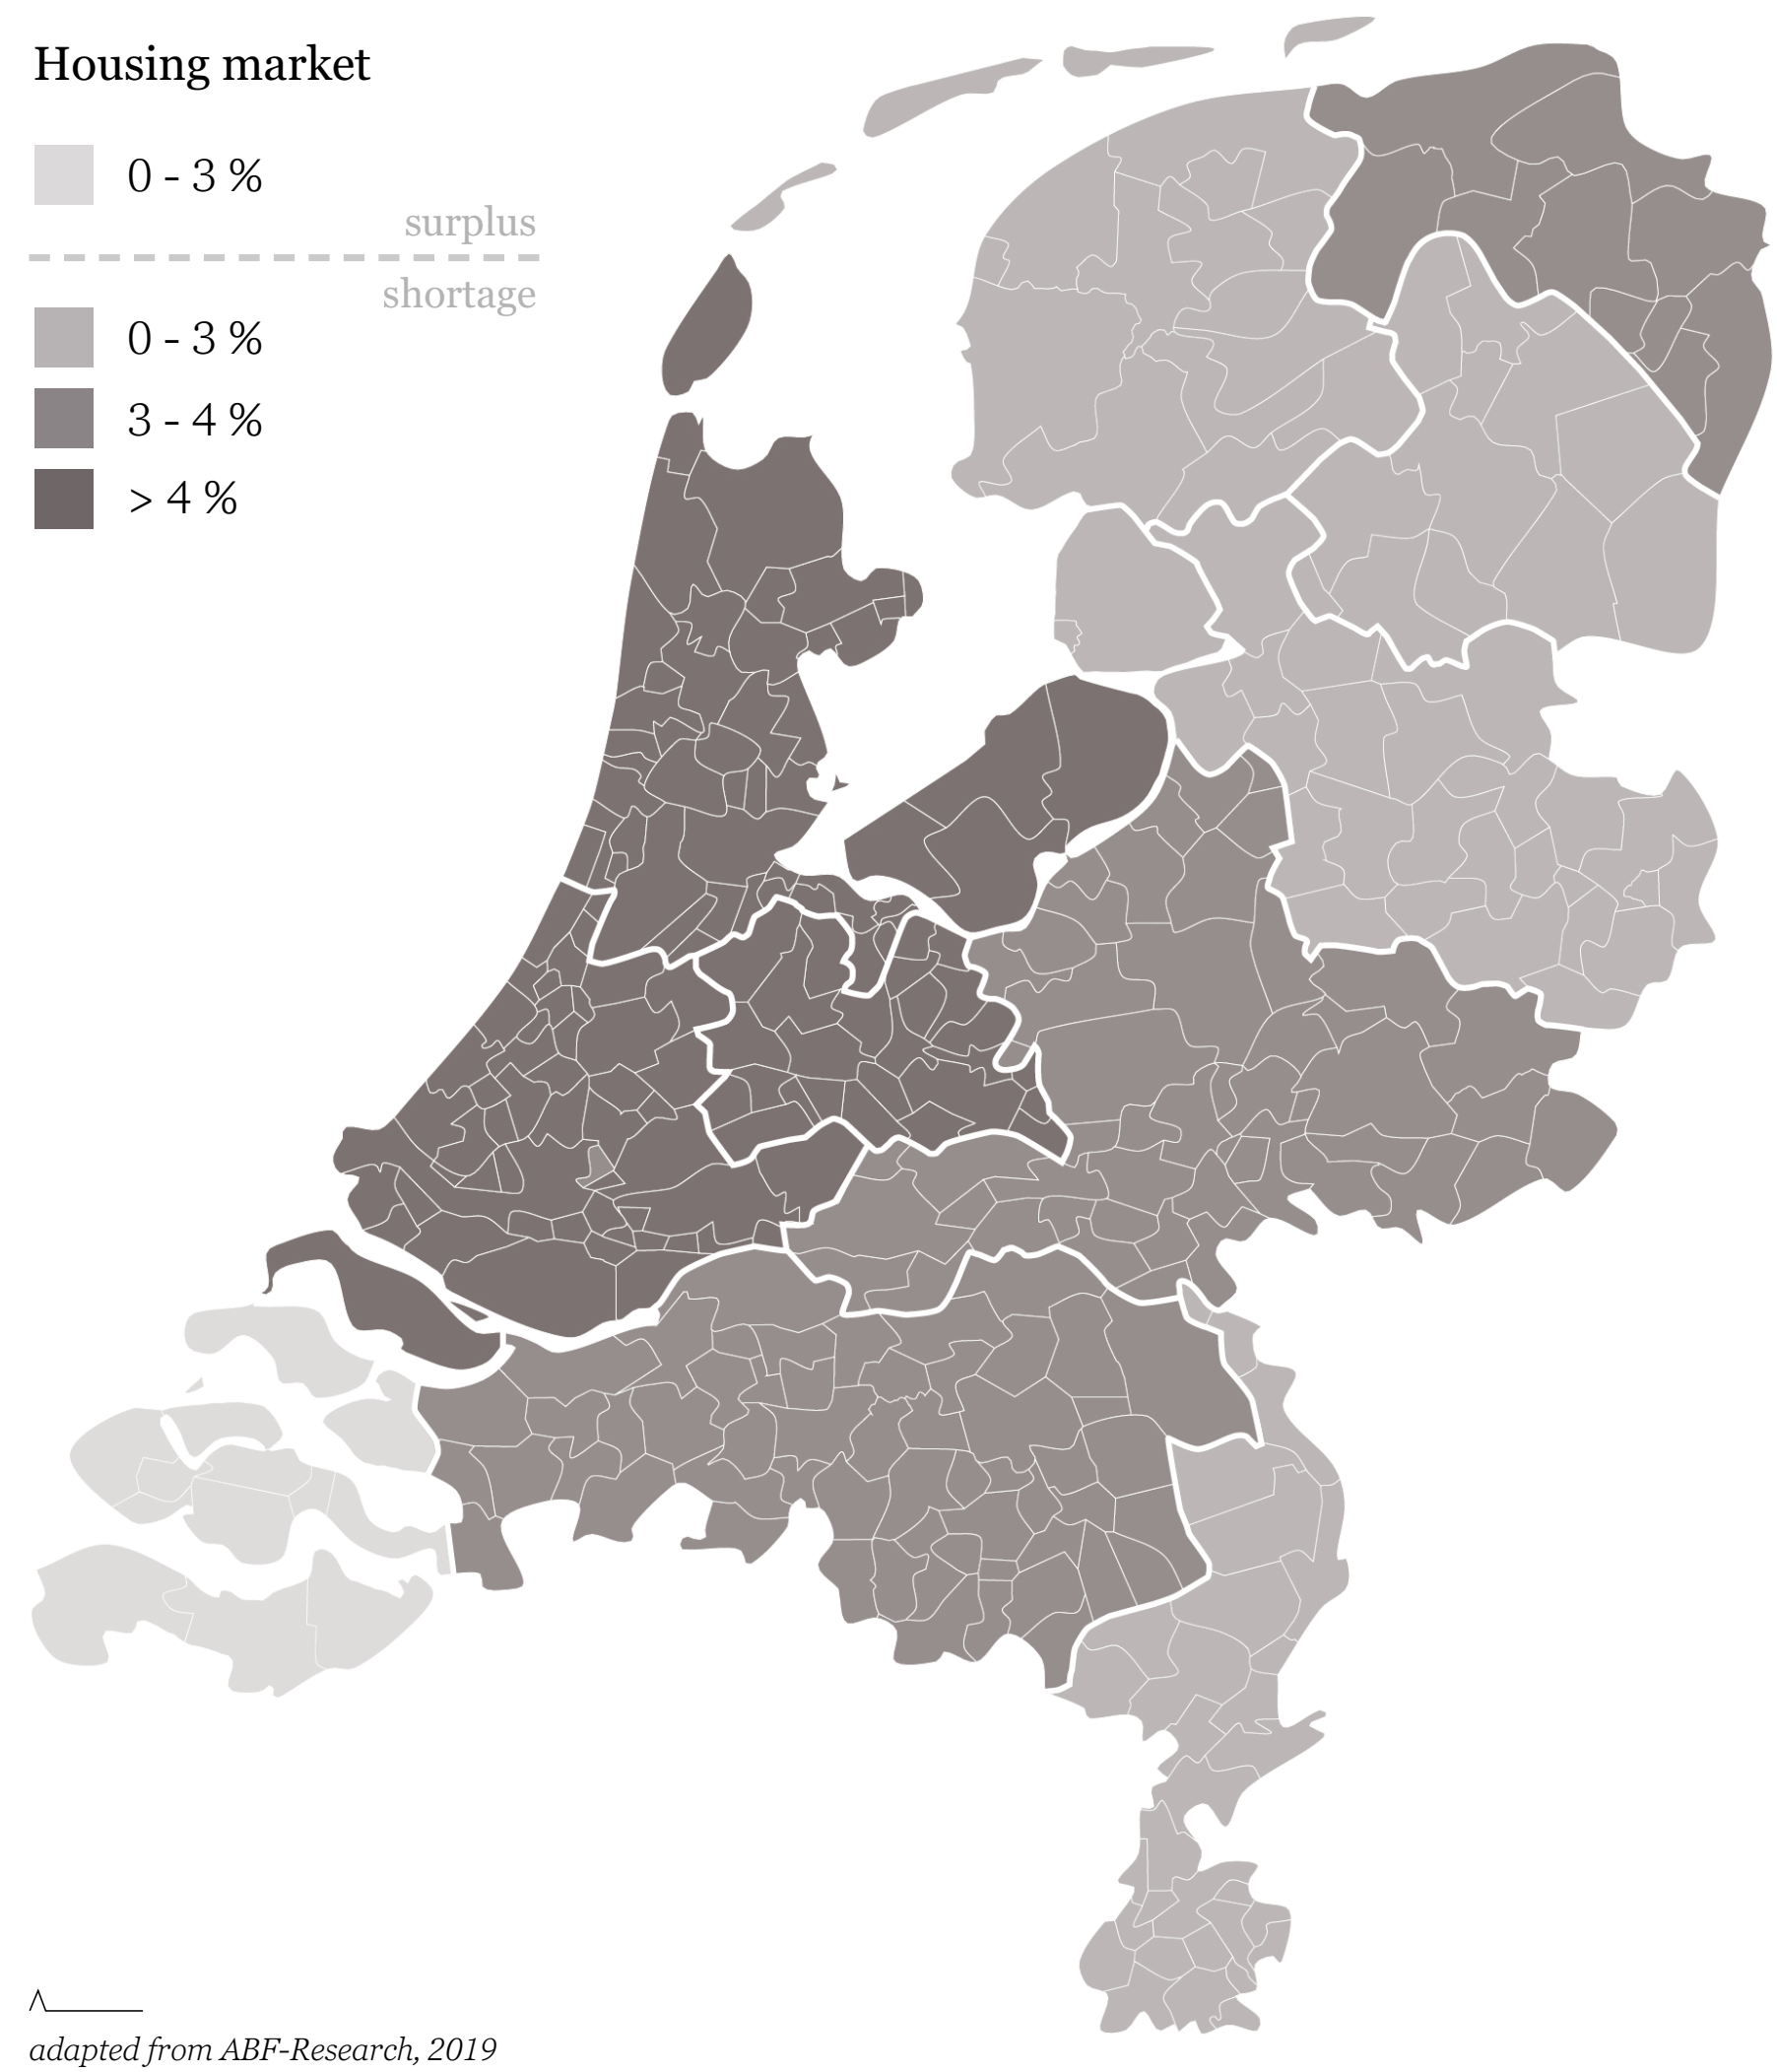 Housing market
0 - 3 %
surplus
shortage
0 - 3 %
3 - 4 %
> 4 %
adapted from ABF-Research, 2019